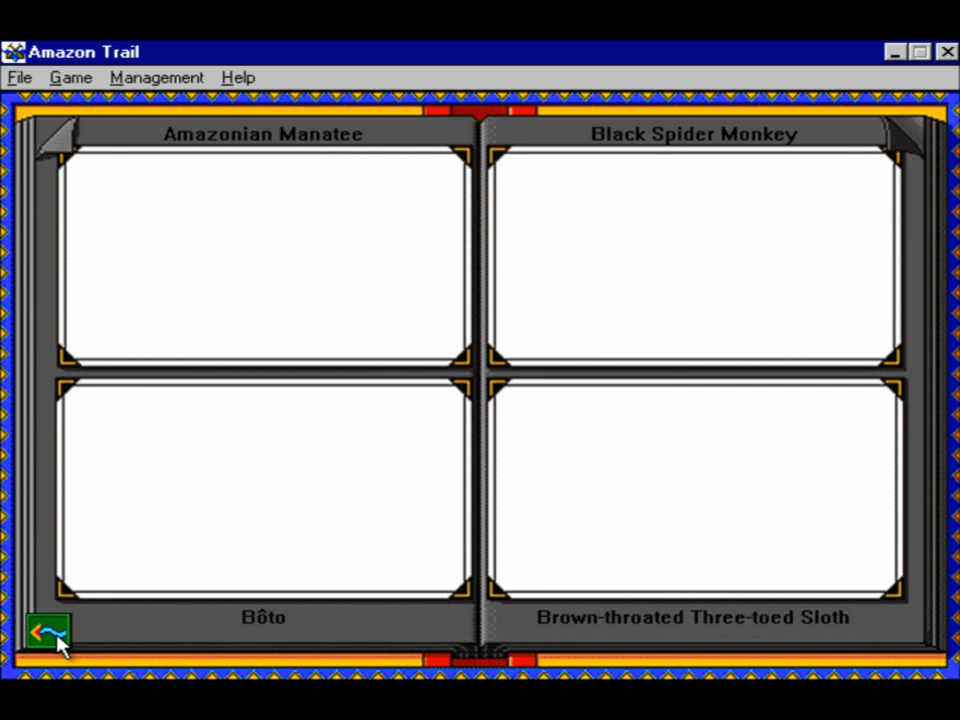 Amazon Trail
File Game Management Help
Amazonian Manatee
Black Spider Monkey
Bôto
Brown-throated Three-toed Sloth